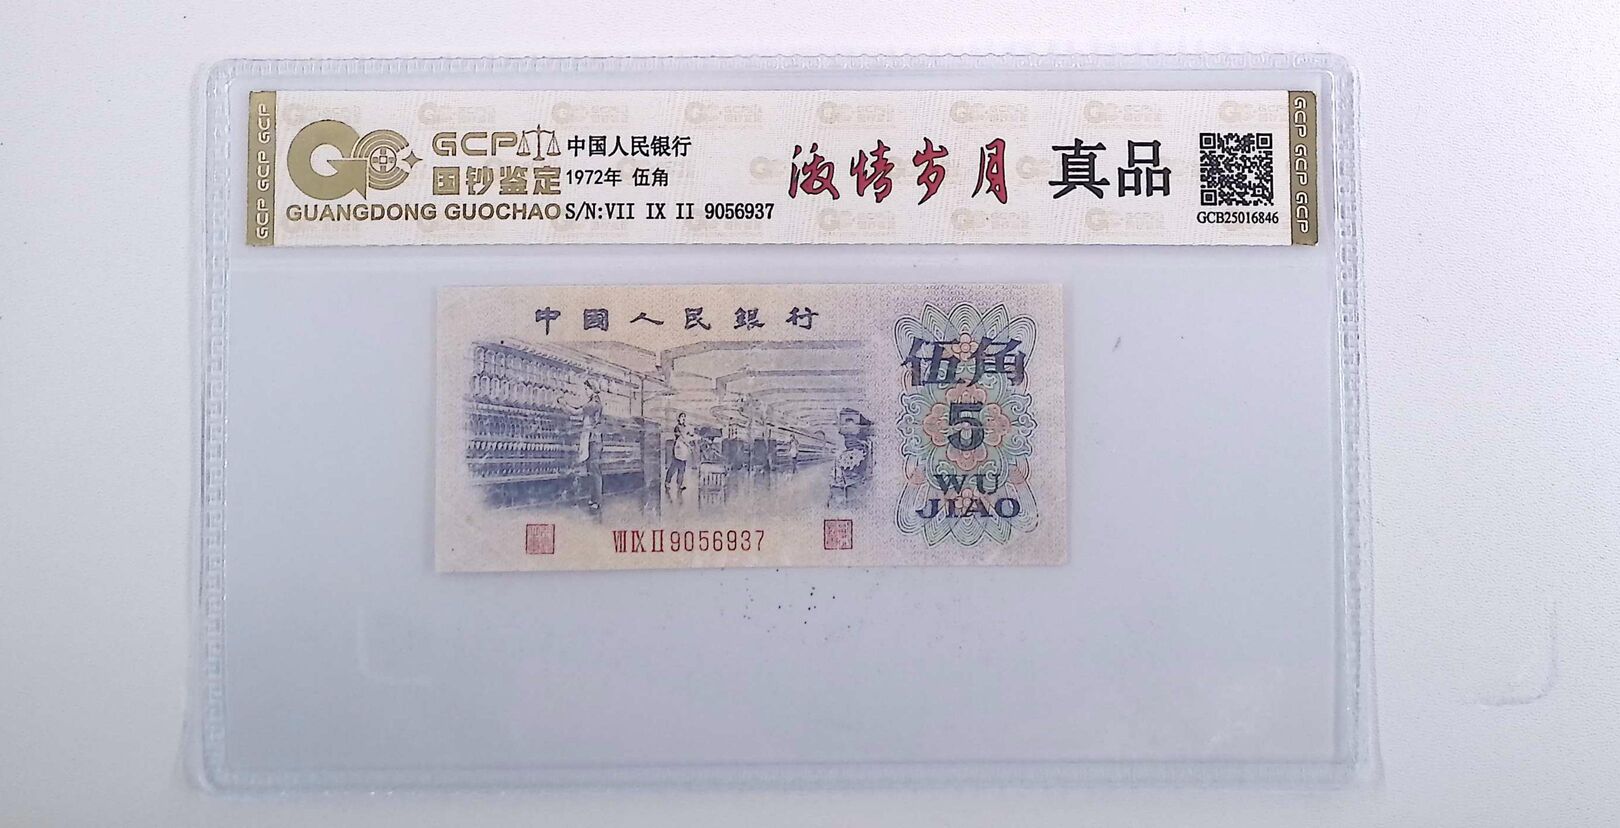 GCP GCP GCP
GCP
国钞鉴定
GUANGDONG GUOCHAO
中国人民银行
1972年 伍角
S/N:VII IX II 9056937
激情岁月
真品
GCB25016846
GCP GCP GCP
中國人民銀行
伍角
5
WU
JIAO
VII IX II 9056937